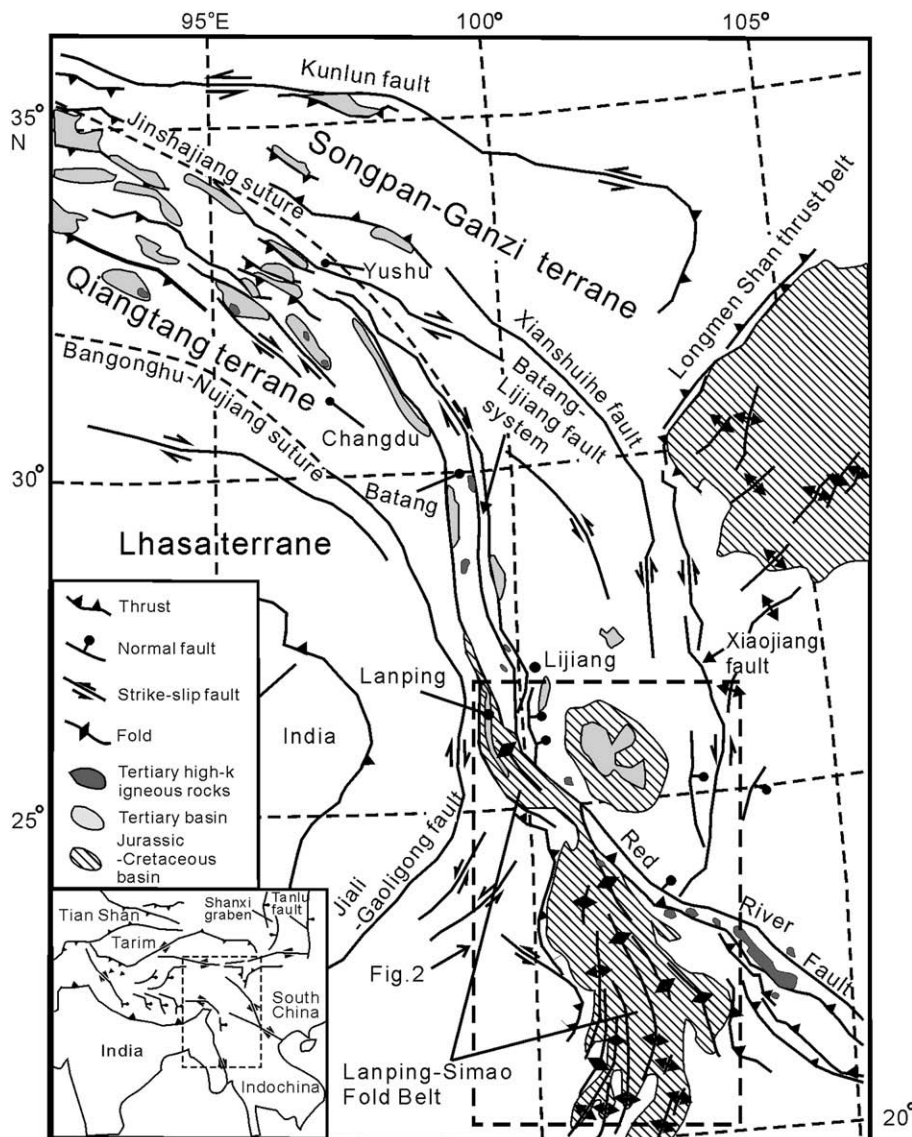 95°E
100°
105°
35°
N
Kunlun fault
Jinshajiang suture
Songpan-Ganzi terrane
Longmen Shan thrust belt
Yushu
Qiangtang terrane
Xianshuihe fault
Batang-
Lijiang fault
system
Bangonghu-Nujiang suture
Changdu
30°
Batang
Lhasa terrane
Thrust
Normal fault
Strike-slip fault
Fold
Tertiary high-k
igneous rocks
Tertiary basin
Jurassic
-Cretaceous
basin
India
Lanping
Lijiang
Xiaojiang
fault
25°
Jiali
-Gaoligong fault
Red River Fault
Fig.2
Lanping-Simao
Fold Belt
20°
Tian Shan
Shanxi
graben
Tanlu
fault
Tarim
South
China
India
Indochina